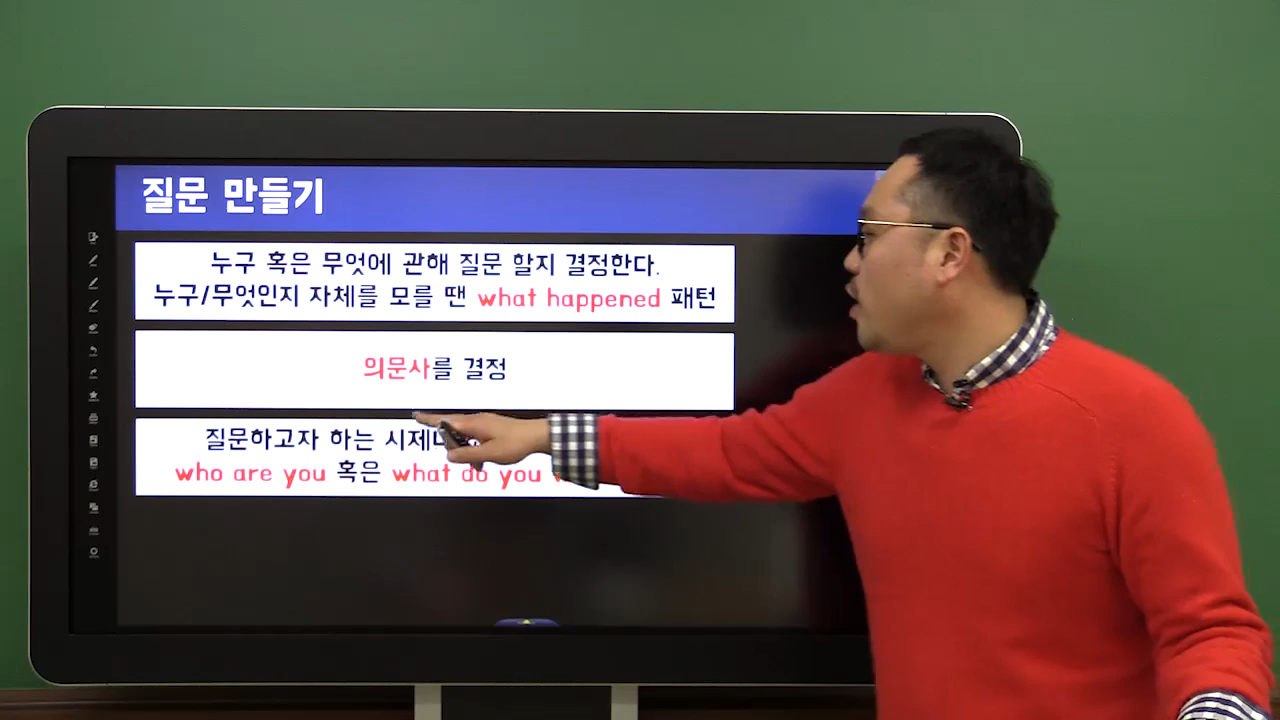 질문 만들기
누구 혹은 무엇에 관해 질문 할지 결정한다.
누구/무엇인지 자체를 모를 땐 what happened 패턴
의문사를 결정
질문하고자 하는
who are you 혹은 what do you